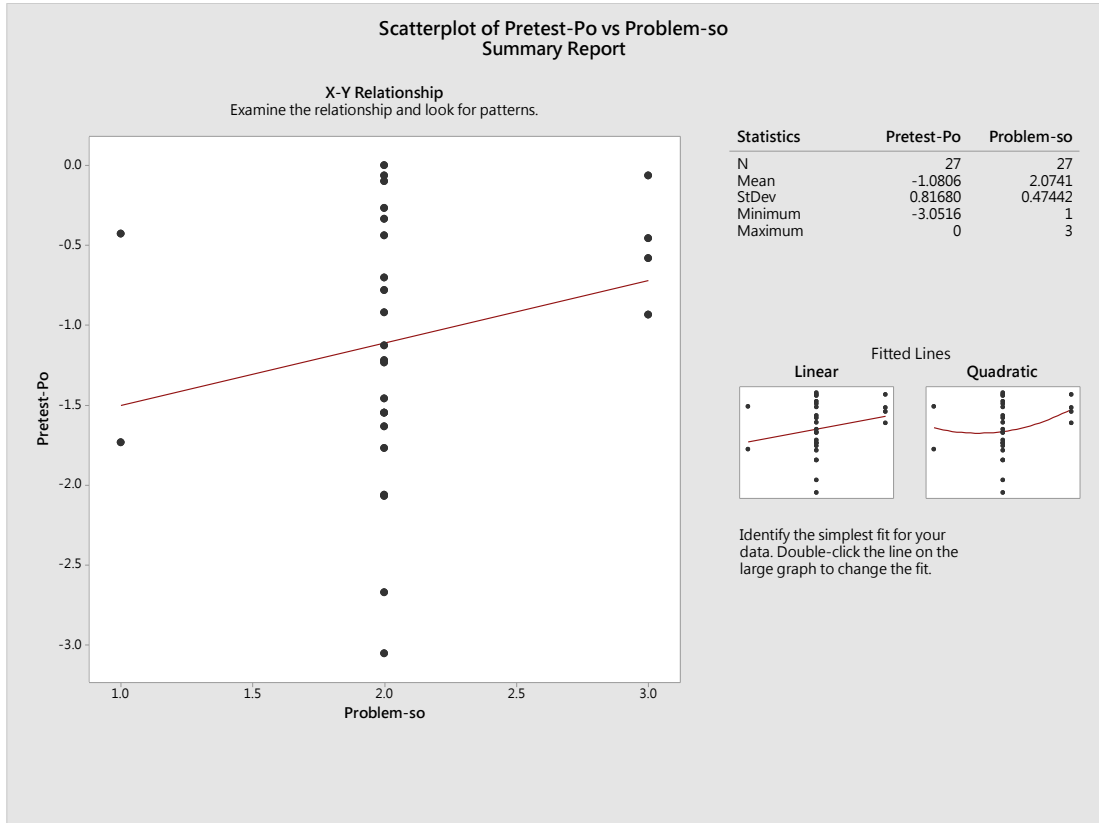 Scatterplot of Pretest-Po vs Problem-so
Summary Report
X-Y Relationship
Examine the relationship and look for patterns.
0.0
-0.5
-1.0
-1.5
-2.0
-2.5
-3.0
Pretest-Po
1.0 1.5 2.0 2.5 3.0
Problem-so
Statistics Pretest-Po Problem-so
N 27 27
Mean -1.0806 2.0741
StDev 0.81680 0.47442
Minimum -3.0516 1
Maximum 0 3
Fitted Lines
Linear Quadratic
Identify the simplest fit for your
data. Double-click the line on the
large graph to change the fit.